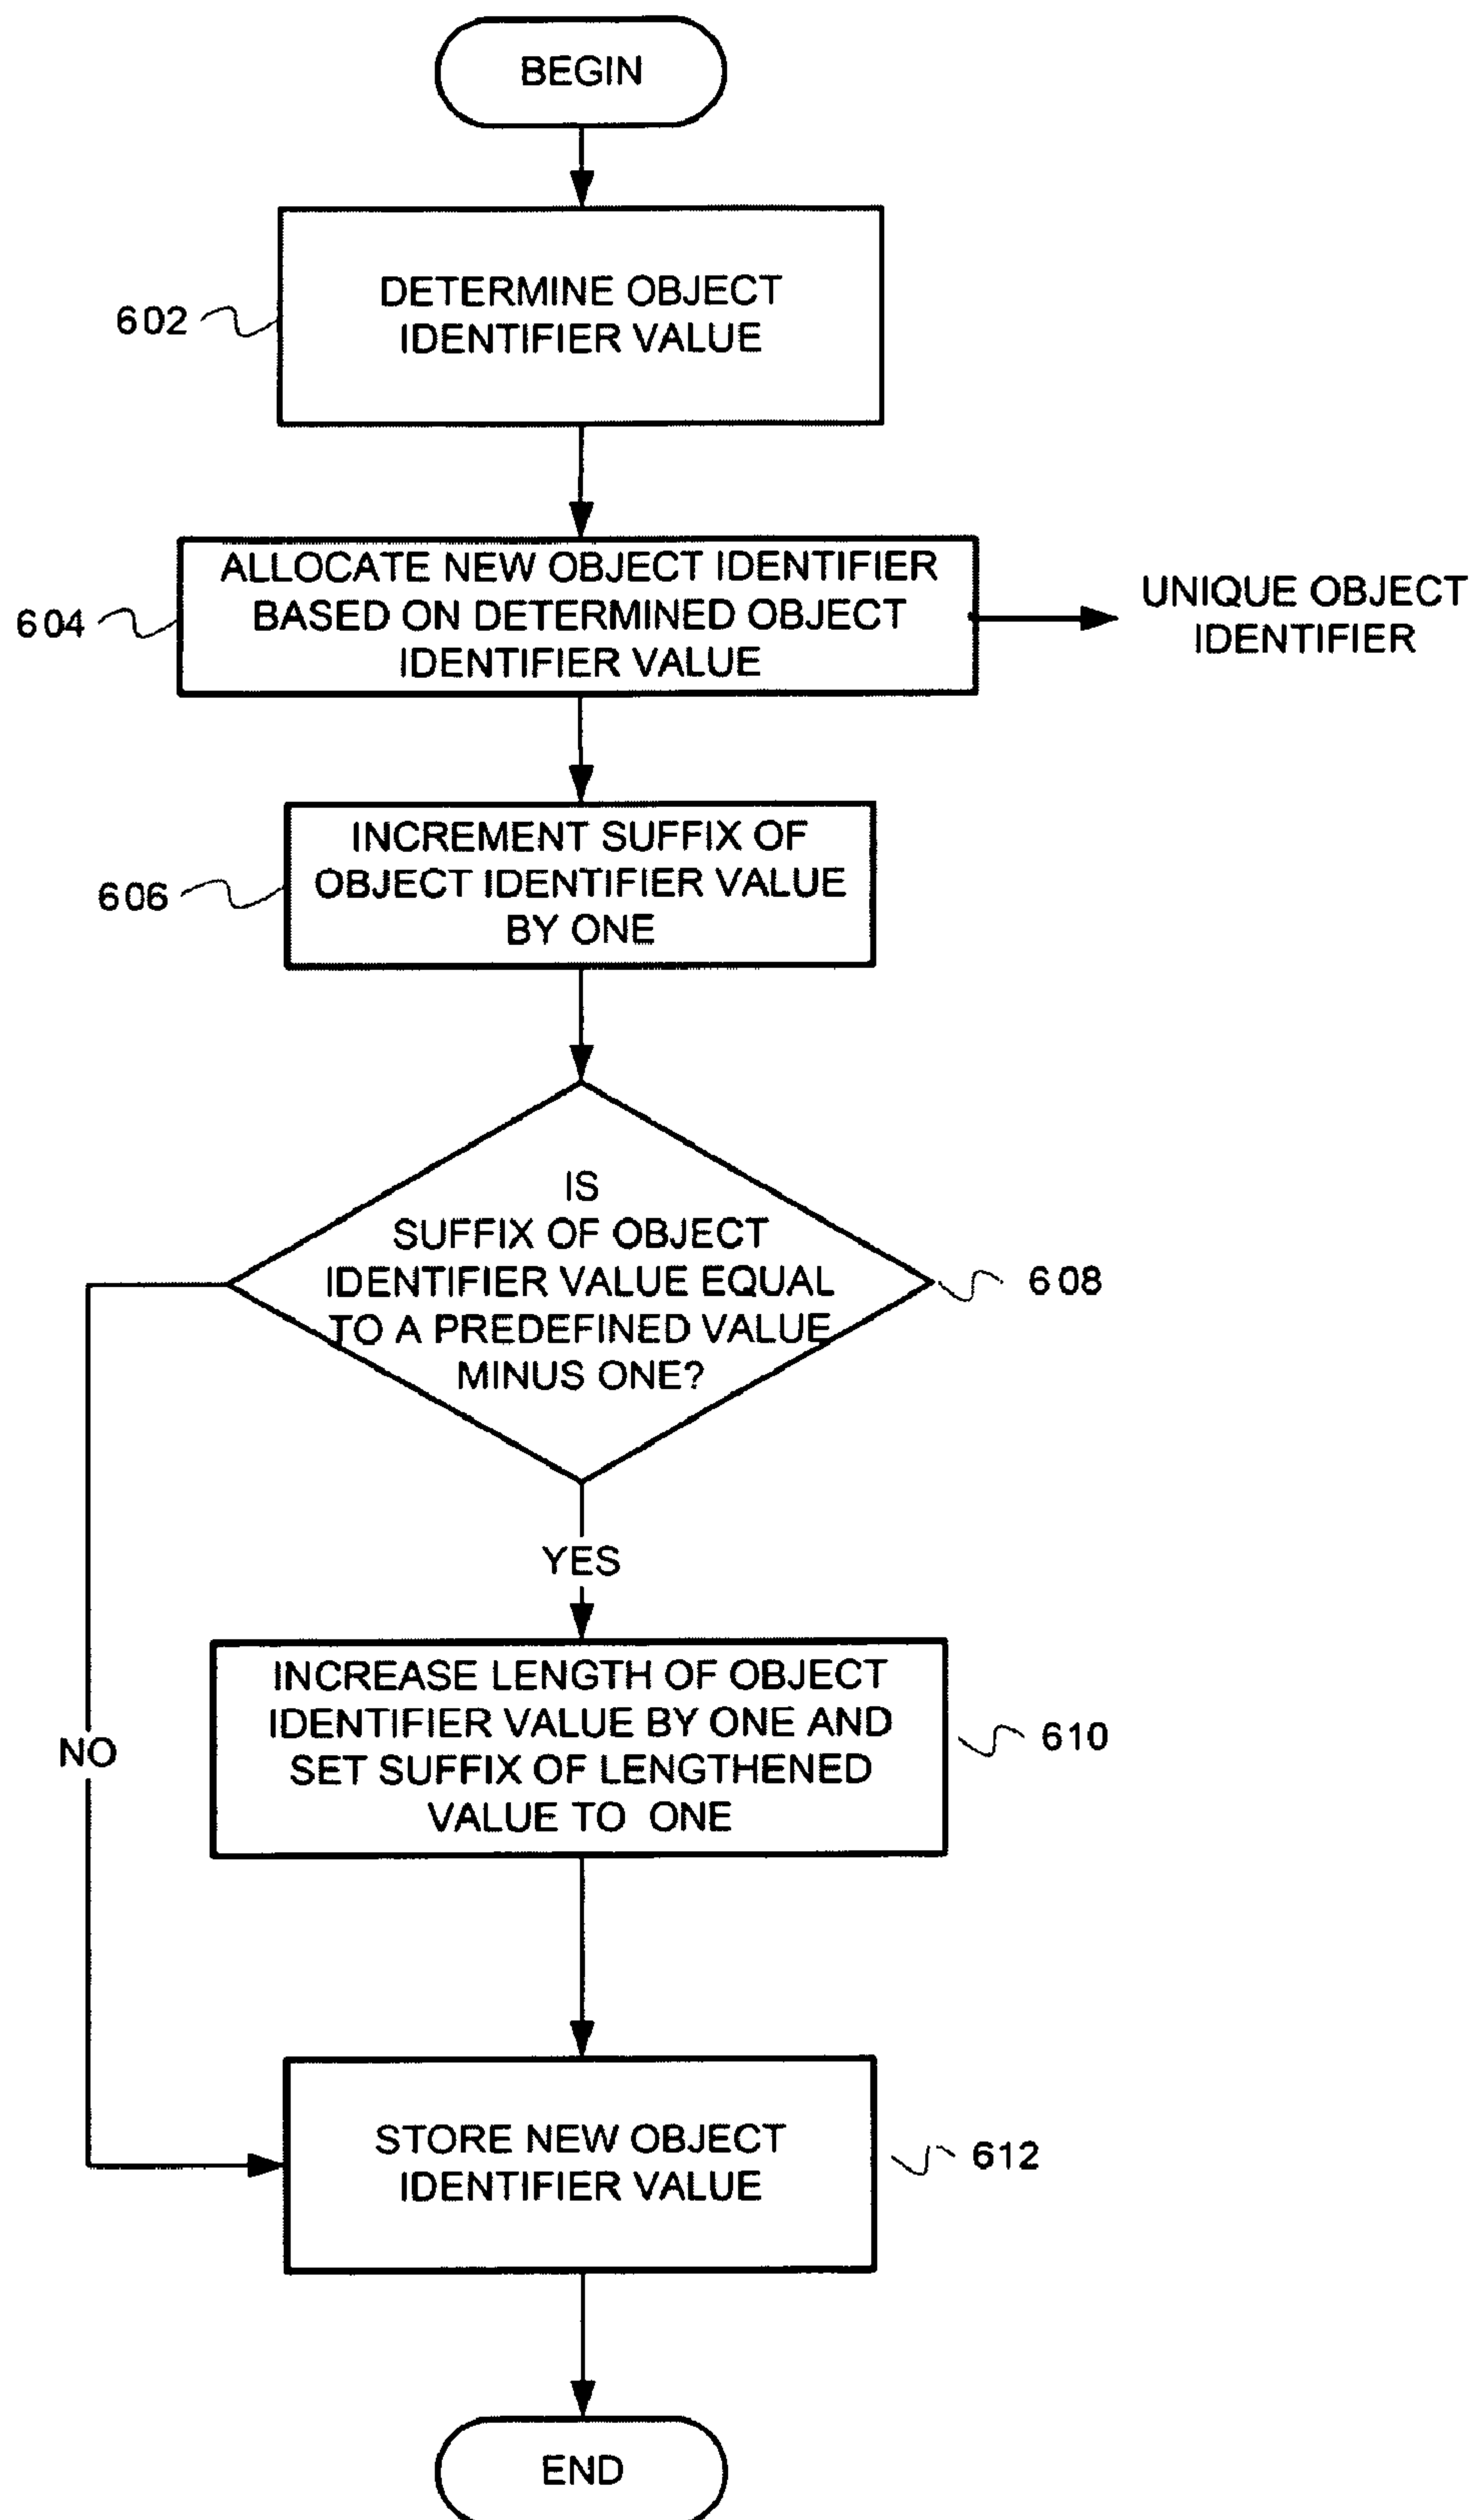 BEGIN
DETERMINE OBJECT
IDENTIFIER VALUE
602
ALLOCATE NEW OBJECT IDENTIFIER
BASED ON DETERMINED OBJECT
IDENTIFIER VALUE
604
UNIQUE OBJECT
IDENTIFIER
INCREMENT SUFFIX OF
OBJECT IDENTIFIER VALUE
BY ONE
606
IS
SUFFIX OF OBJECT
IDENTIFIER VALUE EQUAL
TO A PREDEFINED VALUE
MINUS ONE?
608
YES
NO
INCREASE LENGTH OF OBJECT
IDENTIFIER VALUE BY ONE AND
SET SUFFIX OF LENGTHENED
VALUE TO ONE
610
STORE NEW OBJECT
IDENTIFIER VALUE
612
END